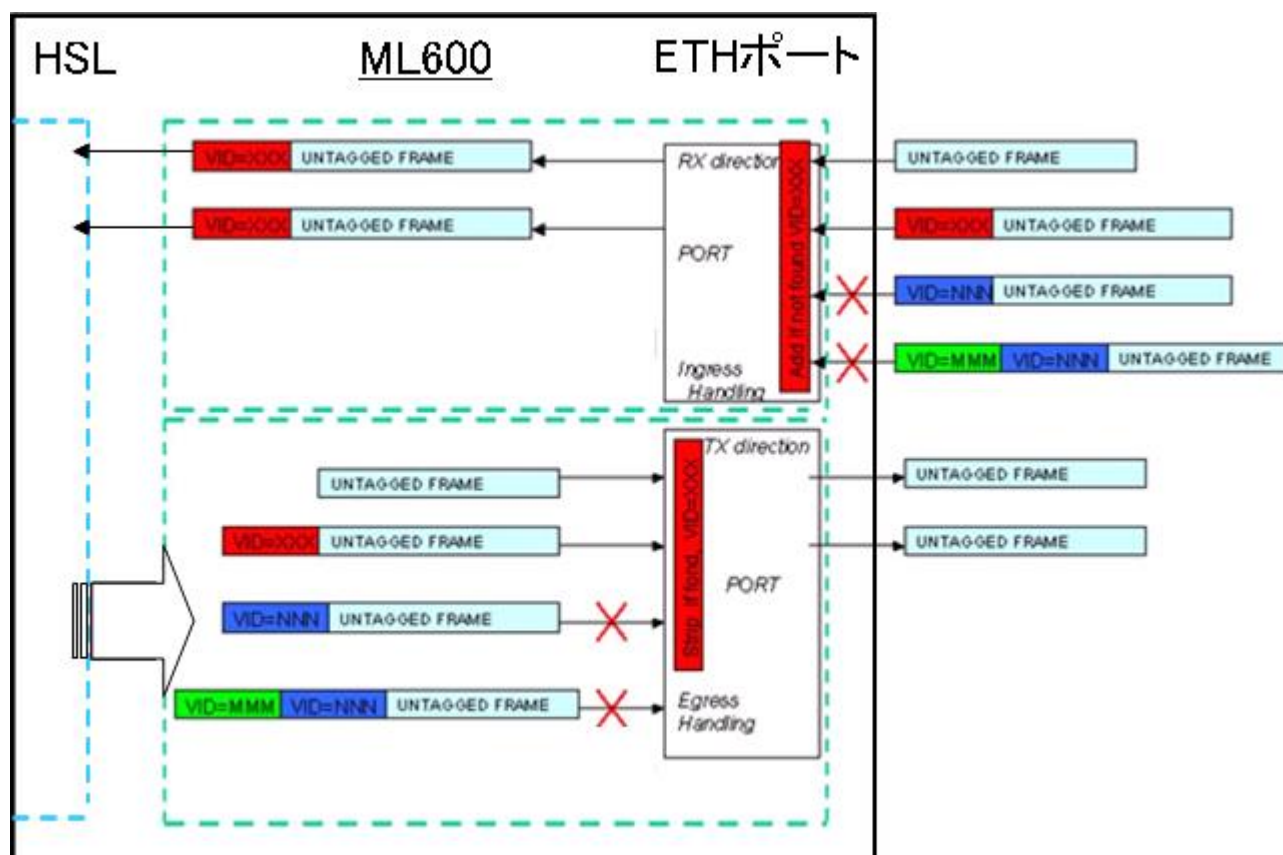 HSL ML600 ETHポート
VID=XXX UNTAGGED FRAME
RX direction
UNTAGGED FRAME
VID=XXX UNTAGGED FRAME
Add if not found VID=XXX
VID=XXX UNTAGGED FRAME
PORT
VID=NNN UNTAGGED FRAME
Ingress
Handling
VID=MMM VID=NNN UNTAGGED FRAME
TX direction
UNTAGGED FRAME
UNTAGGED FRAME
Strip if fond, VID=XXX
VID=XXX UNTAGGED FRAME
UNTAGGED FRAME
PORT
VID=NNN UNTAGGED FRAME
VID=MMM VID=NNN UNTAGGED FRAME
Egress
Handling